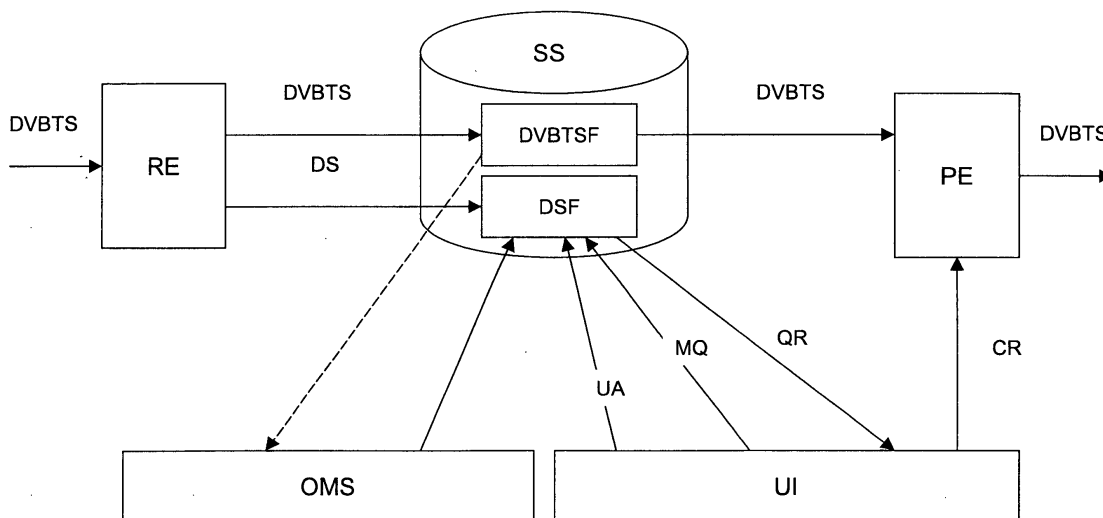 SS
DVBTS
DVBTS
DVBTS
DVBTS
RE
DS
DVBTSF
DSF
PE
MQ
QR
CR
UA
OMS
UI